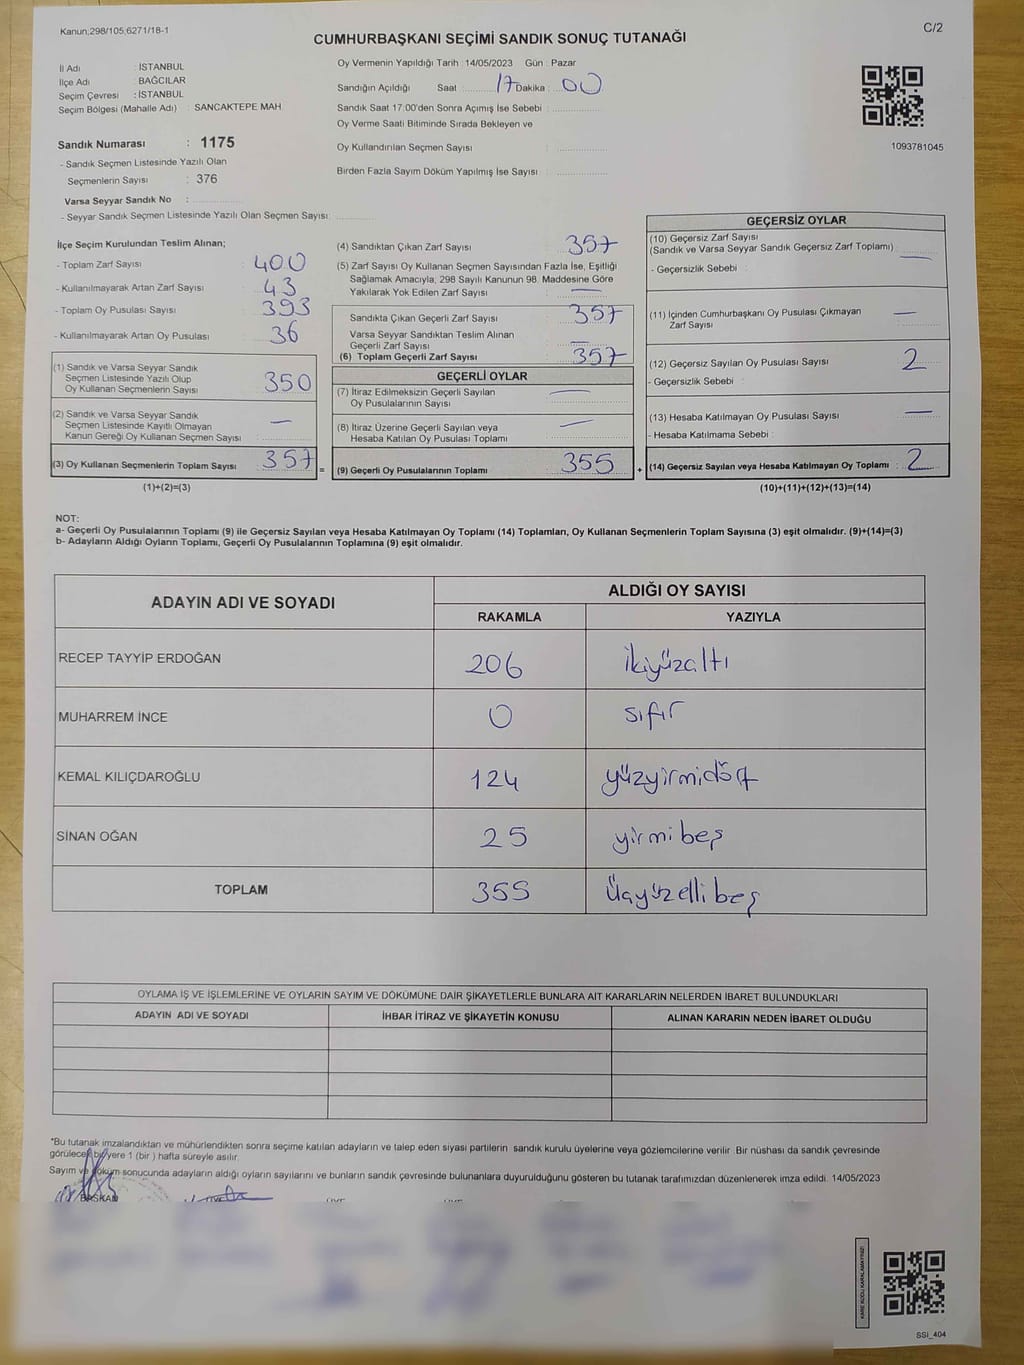 Kanun;298/105,6271/18-1
C/2
CUMHURBAŞKANI SEÇİMİ SANDIK SONUÇ TUTANAĞI
İl Adı : İSTANBUL
İlçe Adı : BAĞCILAR
Seçim Çevresi : İSTANBUL
Seçim Bölgesi (Mahalle Adı) : SANCAKTEPE MAH.
Sandık Numarası : 1175
- Sandık Seçmen Listesinde Yazılı Olan
Seçmenlerin Sayısı : 376
Varsa Seyyar Sandık No :
- Seyyar Sandık Seçmen Listesinde Yazılı Olan Seçmen Sayısı:
Oy Vermenin Yapıldığı Tarih : 14/05/2023 Gün : Pazar
Sandığın Açıldığı Saat : 17 Dakika : 00
Sandık Saat 17:00'den Sonra Açımış İse Sebebi :
Oy Verme Saati Bitiminde Sırada Bekleyen ve
Oy Kullandırılan Seçmen Sayısı :
Birden Fazla Sayım Döküm Yapılmış İse Sayısı :
1093781045
İlçe Seçim Kurulundan Teslim Alınan;
- Toplam Zarf Sayısı : 400
- Kullanılmayarak Artan Zarf Sayısı : 43
- Toplam Oy Pusulası Sayısı : 393
- Kullanılmayarak Artan Oy Pusulası : 36
(1) Sandık ve Varsa Seyyar Sandık
Seçmen Listesinde Yazılı Olup
Oy Kullanan Seçmenlerin Sayısı : 350
(2) Sandık ve Varsa Seyyar Sandık
Seçmen Listesinde Kayıtlı Olmayan
Kanun Gereği Oy Kullanan Seçmen Sayısı : —
(3) Oy Kullanan Seçmenlerin Toplam Sayısı : 357 =
(1)+(2)=(3)
(4) Sandıktan Çıkan Zarf Sayısı : 357
(5) Zarf Sayısı Oy Kullanan Seçmen Sayısından Fazla İse, Eşitliği
Sağlamak Amacıyla, 298 Sayılı Kanunun 98. Maddesine Göre
Yakılarak Yok Edilen Zarf Sayısı : —
Sandıkta Çıkan Geçerli Zarf Sayısı : 357
Varsa Seyyar Sandıktan Teslim Alınan
Geçerli Zarf Sayısı : —
(6) Toplam Geçerli Zarf Sayısı : 357
GEÇERLİ OYLAR
(7) İtiraz Edilmeksizin Geçerli Sayılan
Oy Pusulalarının Sayısı : —
(8) İtiraz Üzerine Geçerli Sayılan veya
Hesaba Katılan Oy Pusulası Toplamı : —
(9) Geçerli Oy Pusulalarının Toplamı : 355 +
GEÇERSİZ OYLAR
(10) Geçersiz Zarf Sayısı
(Sandık ve Varsa Seyyar Sandık Geçersiz Zarf Toplamı) : —
- Geçersizlik Sebebi :
(11) İçinden Cumhurbaşkanı Oy Pusulası Çıkmayan
Zarf Sayısı : —
(12) Geçersiz Sayılan Oy Pusulası Sayısı : 2
- Geçersizlik Sebebi :
(13) Hesaba Katılmayan Oy Pusulası Sayısı : —
- Hesaba Katılmama Sebebi :
(14) Geçersiz Sayılan veya Hesaba Katılmayan Oy Toplamı : 2
(10)+(11)+(12)+(13)=(14)
NOT:
a- Geçerli Oy Pusulalarının Toplamı (9) ile Geçersiz Sayılan veya Hesaba Katılmayan Oy Toplamı (14) Toplamları, Oy Kullanan Seçmenlerin Toplam Sayısına (3) eşit olmalıdır. (9)+(14)=(3)
b- Adayların Aldığı Oyların Toplamı, Geçerli Oy Pusulalarının Toplamına (9) eşit olmalıdır.
ADAYIN ADI VE SOYADI
ALDIĞI OY SAYISI
RAKAMLA YAZIYLA
RECEP TAYYİP ERDOĞAN 206 ikiyüzaltı
MUHARREM İNCE 0 sıfır
KEMAL KILIÇDAROĞLU 124 yüzyirmidört
SİNAN OĞAN 25 yirmibeş
TOPLAM 355 Üçyüzellibeş
OYLAMA İŞ VE İŞLEMLERİNE VE OYLARIN SAYIM VE DÖKÜMÜNE DAİR ŞİKAYETLERLE BUNLARA AİT KARARLARIN NELERDEN İBARET BULUNDUKLARI
ADAYIN ADI VE SOYADI İHBAR İTİRAZ VE ŞİKAYETİN KONUSU ALINAN KARARIN NEDEN İBARET OLDUĞU
*Bu tutanak imzalandıktan ve mühürlendikten sonra seçime katılan adayların ve talep eden siyasi partilerin sandık kurulu üyelerine veya gözlemcilerine verilir. Bir nüshası da sandık çevresinde
görülecek bir yere 1 (bir ) hafta süreyle asılır.
Sayım ve döküm sonucunda adayların aldığı oyların sayılarını ve bunların sandık çevresinde bulunanlara duyurulduğunu gösteren bu tutanak tarafımızdan düzenlenerek imza edildi. 14/05/2023
BAŞKAN
KARE KODU KARALAMAYINIZ!
SSİ_404